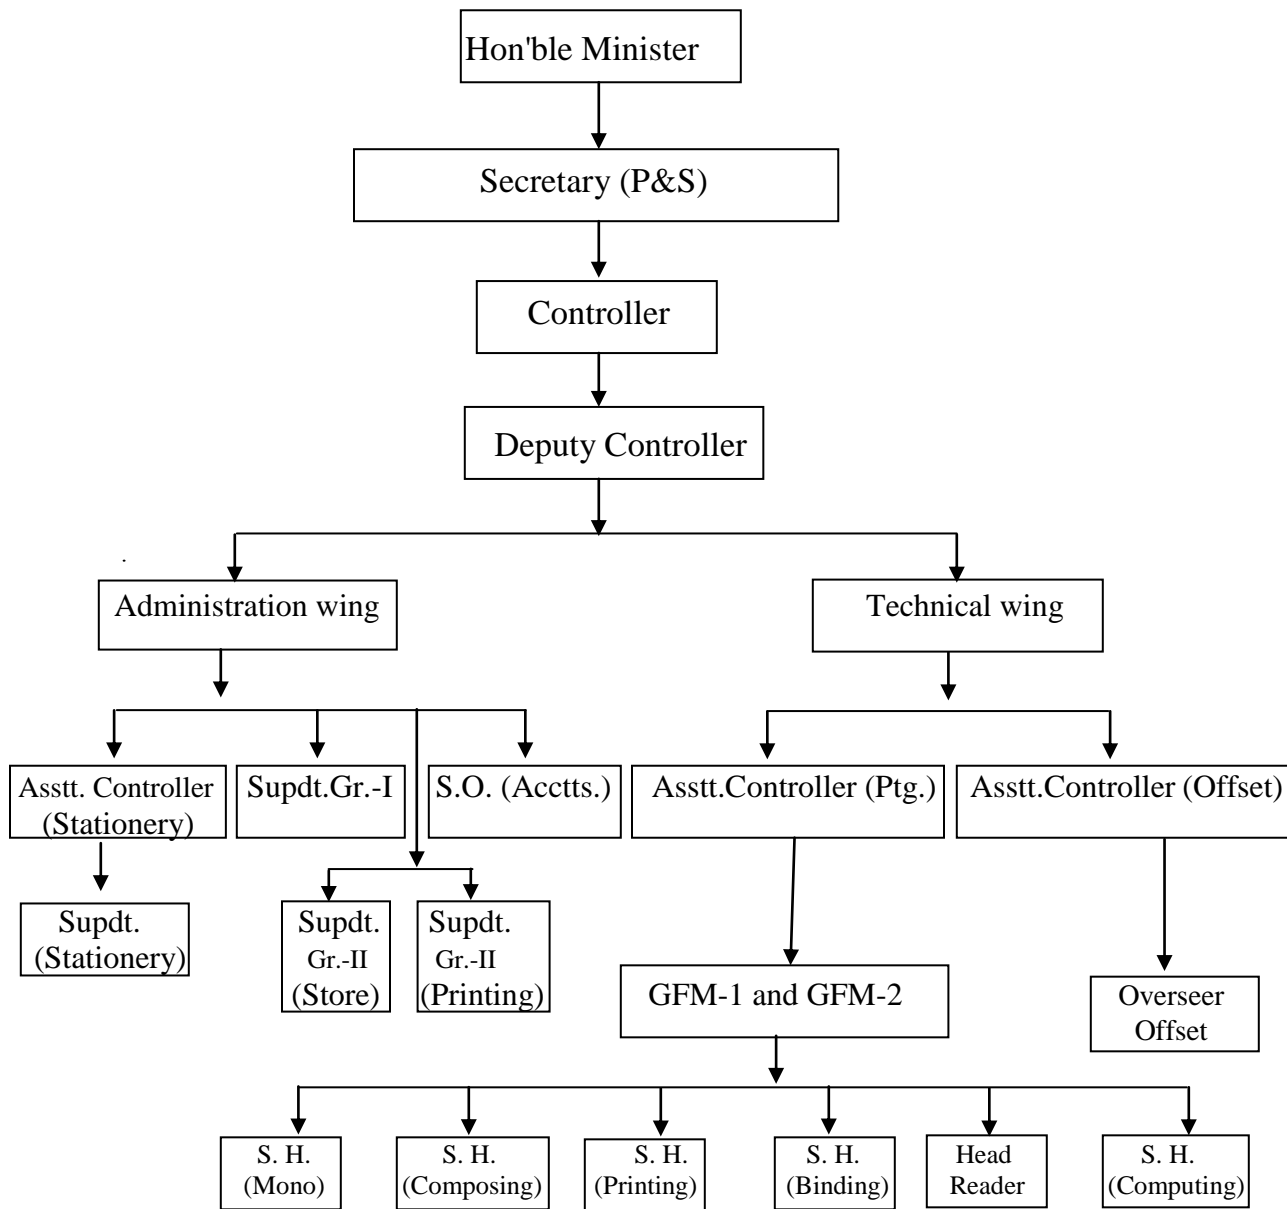 Hon'ble Minister
Secretary (P&S)
Controller
Deputy Controller
Administration wing
Technical wing
Asstt. Controller
(Stationery)
Supdt.Gr.-I
S.O. (Acctts.)
Asstt.Controller (Ptg.)
Asstt.Controller (Offset)
Supdt.
(Stationery)
Supdt.
Gr.-II
(Store)
Supdt.
Gr.-II
(Printing)
GFM-1 and GFM-2
Overseer
Offset
S. H.
(Mono)
S. H.
(Composing)
S. H.
(Printing)
S. H.
(Binding)
Head
Reader
S. H.
(Computing)